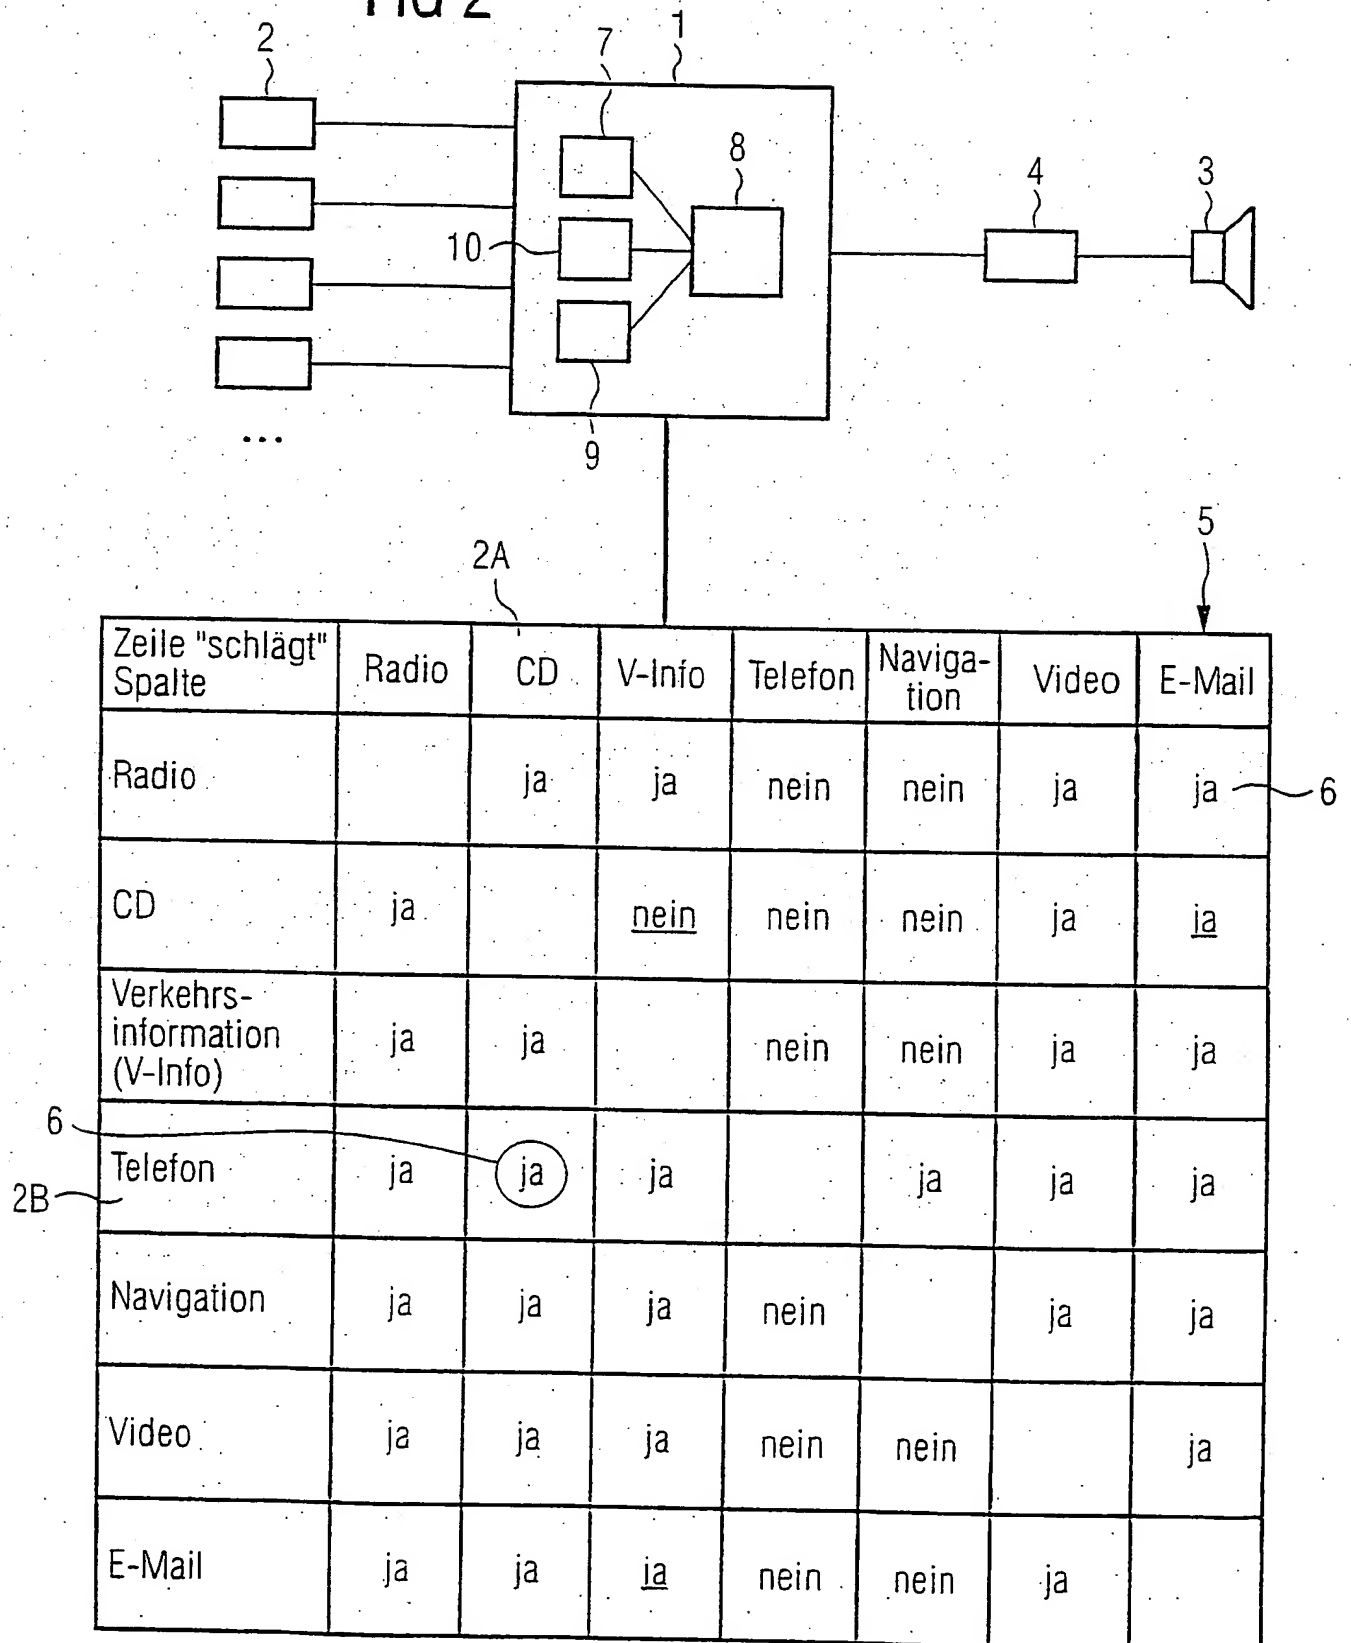 FIG 2
2
7
1
8
10
4
3
9
...
2A
5
Zeile "schlägt" Spalte
Radio
CD
V-Info
Telefon
Naviga-
tion
Video
E-Mail
Radio
ja
ja
nein
nein
ja
ja
6
CD
ja
nein
nein
nein
ja
ja
Verkehrs-
information
(V-Info)
ja
ja
nein
nein
ja
ja
6
Telefon
2B
ja
ja
ja
ja
ja
ja
Navigation
ja
ja
ja
nein
ja
ja
Video
ja
ja
ja
nein
nein
ja
E-Mail
ja
ja
ja
nein
nein
ja